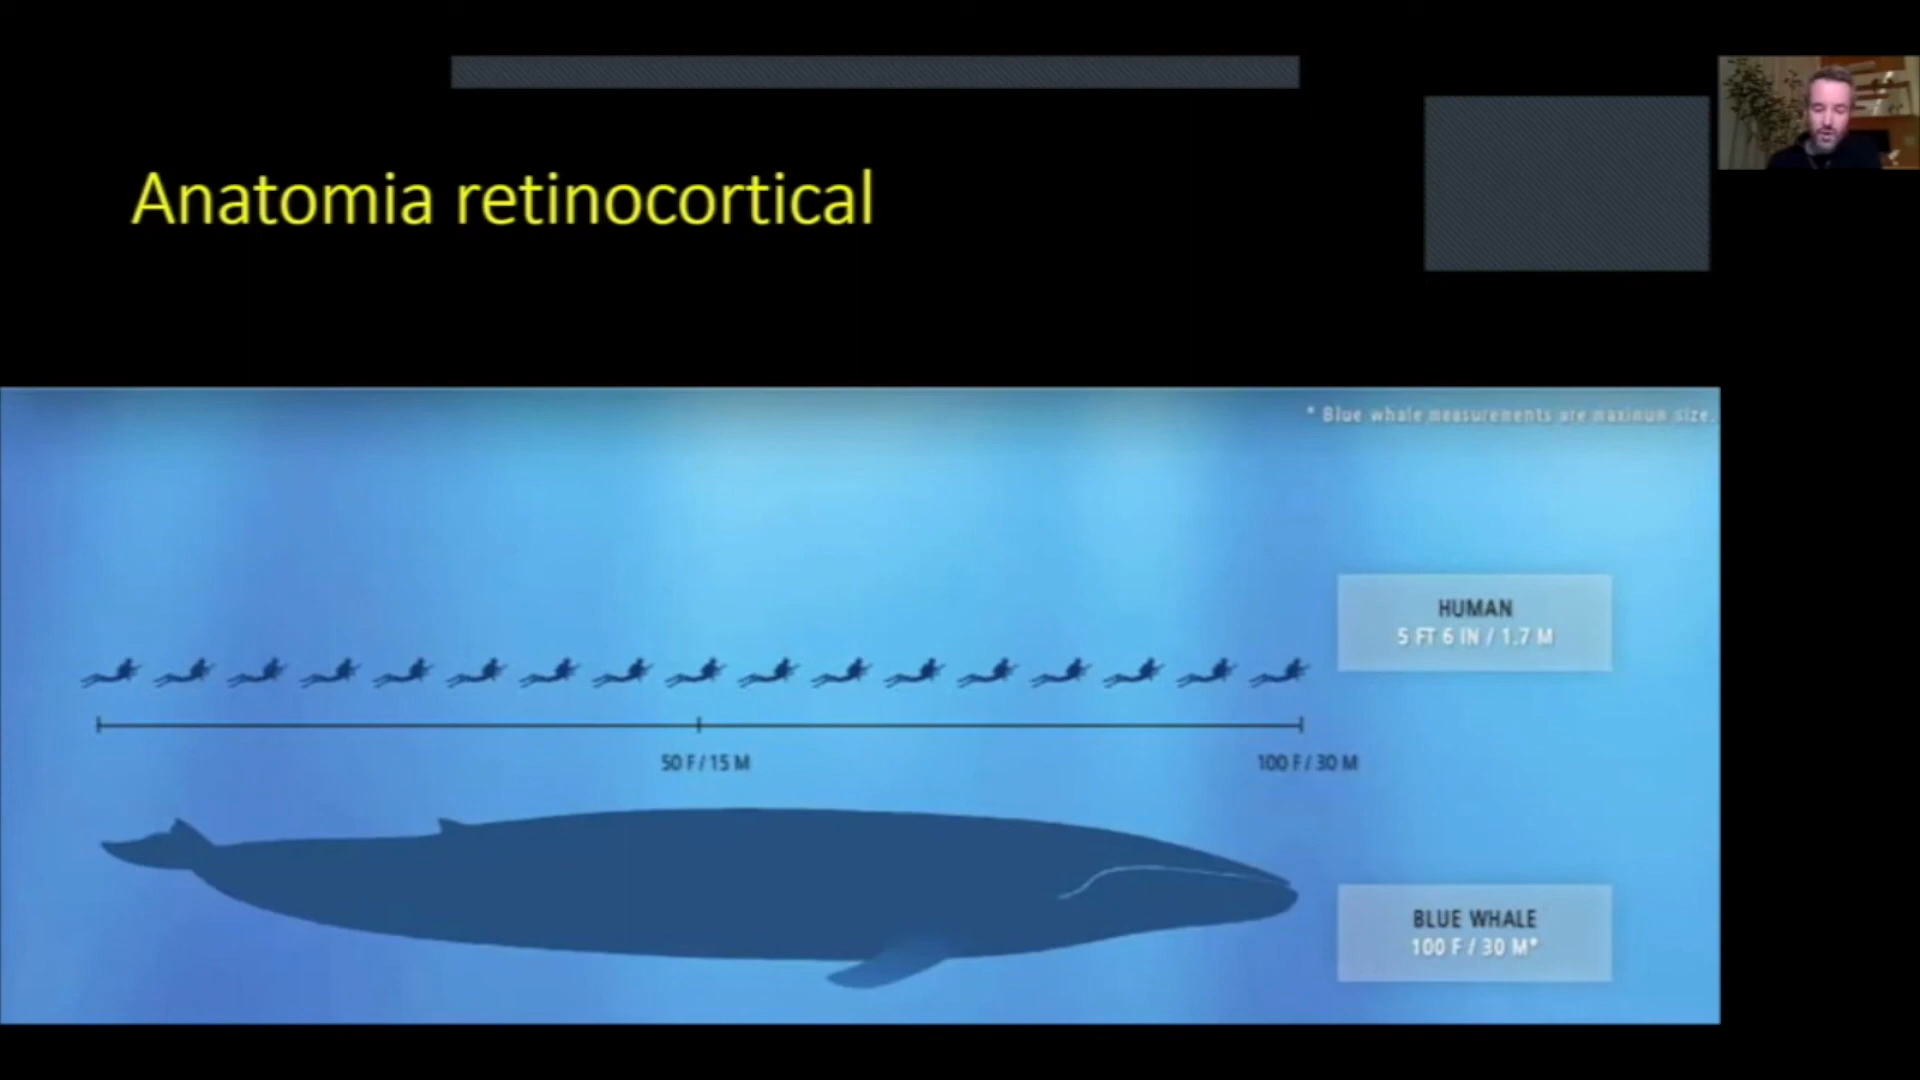 Anatomia retinocortical
* Blue whale measurements are maximum size.
HUMAN
5 FT 6 IN / 1.7 M
50 F / 15 M
100 F / 30 M
BLUE WHALE
100 F / 30 M*